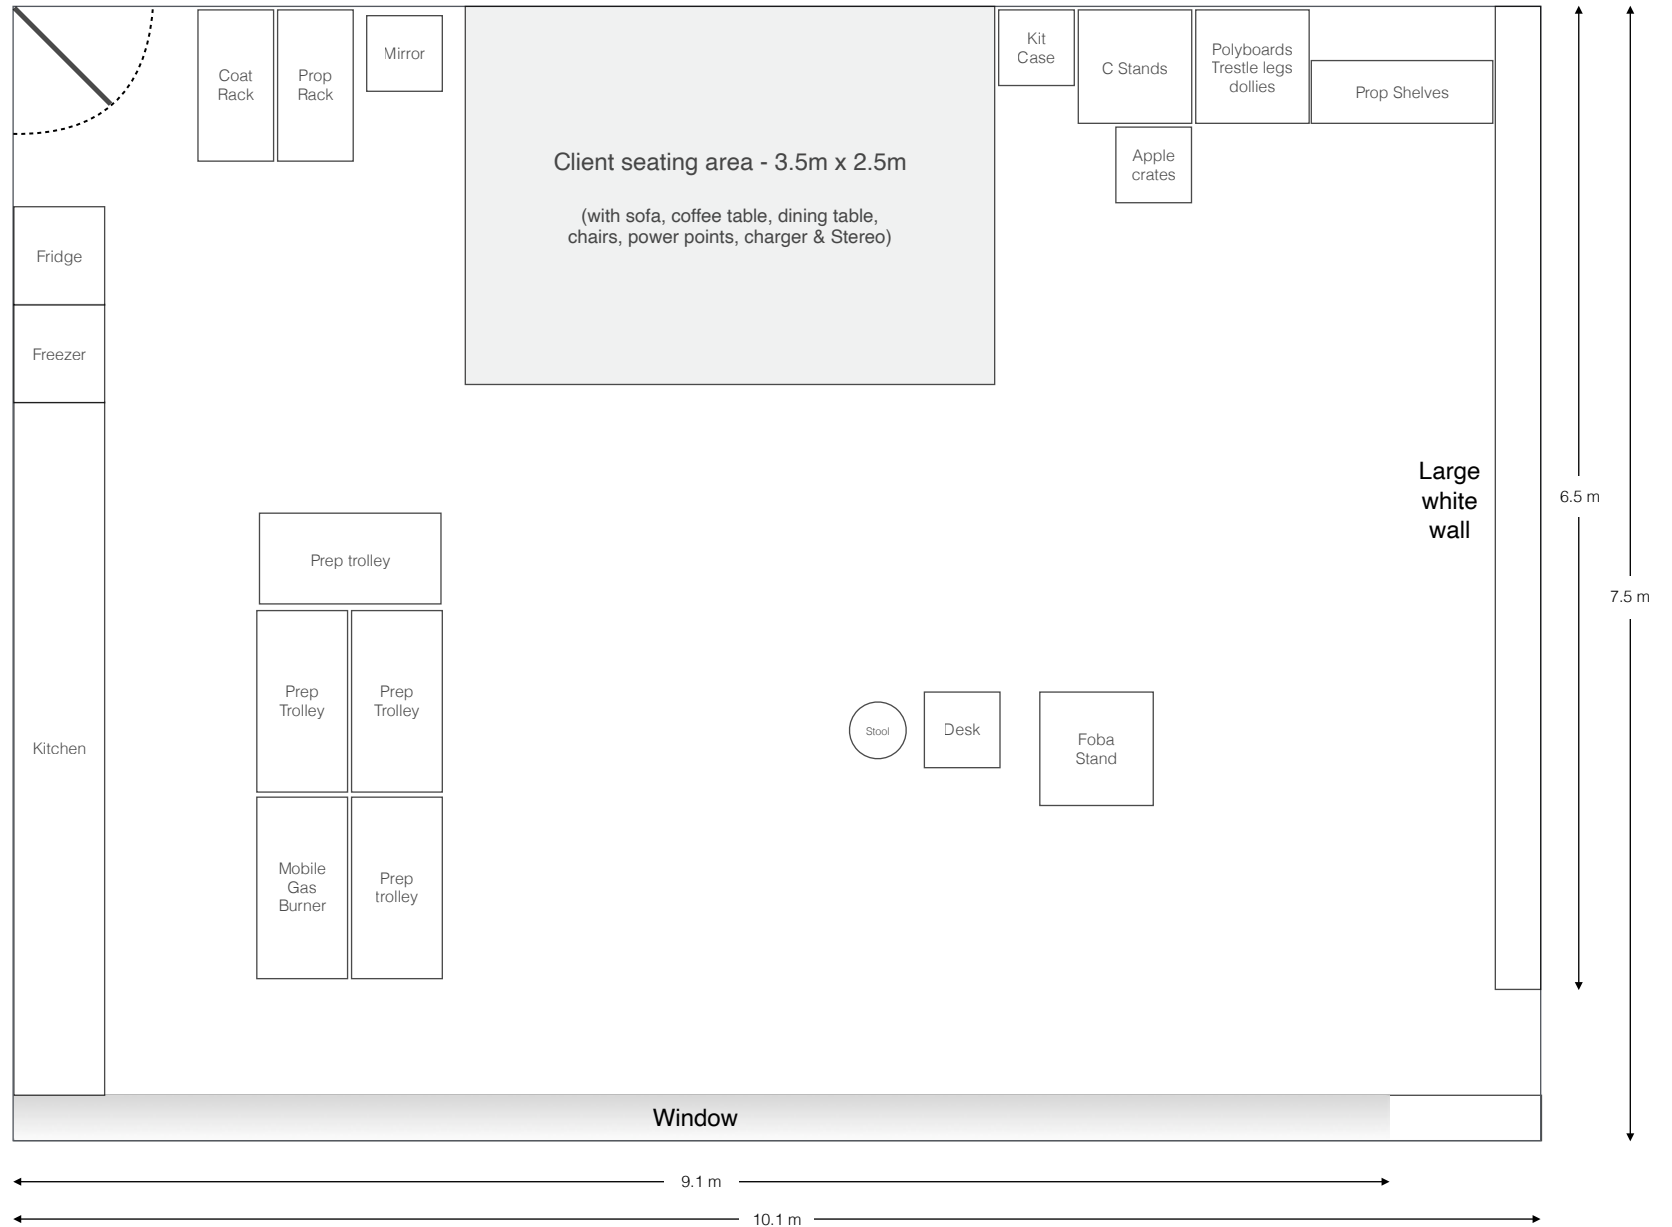 Coat
Rack
Prop
Rack
Mirror
Client seating area - 3.5m x 2.5m
(with sofa, coffee table, dining table,
chairs, power points, charger & Stereo)
Kit
Case
C Stands
Polyboards
Trestle legs
dollies
Prop Shelves
Apple
crates
Fridge
Freezer
Kitchen
Large
white
wall
6.5 m
7.5 m
Prep trolley
Prep
Trolley
Prep
Trolley
Stool
Desk
Foba
Stand
Mobile
Gas
Burner
Prep
trolley
Window
9.1 m
10.1 m